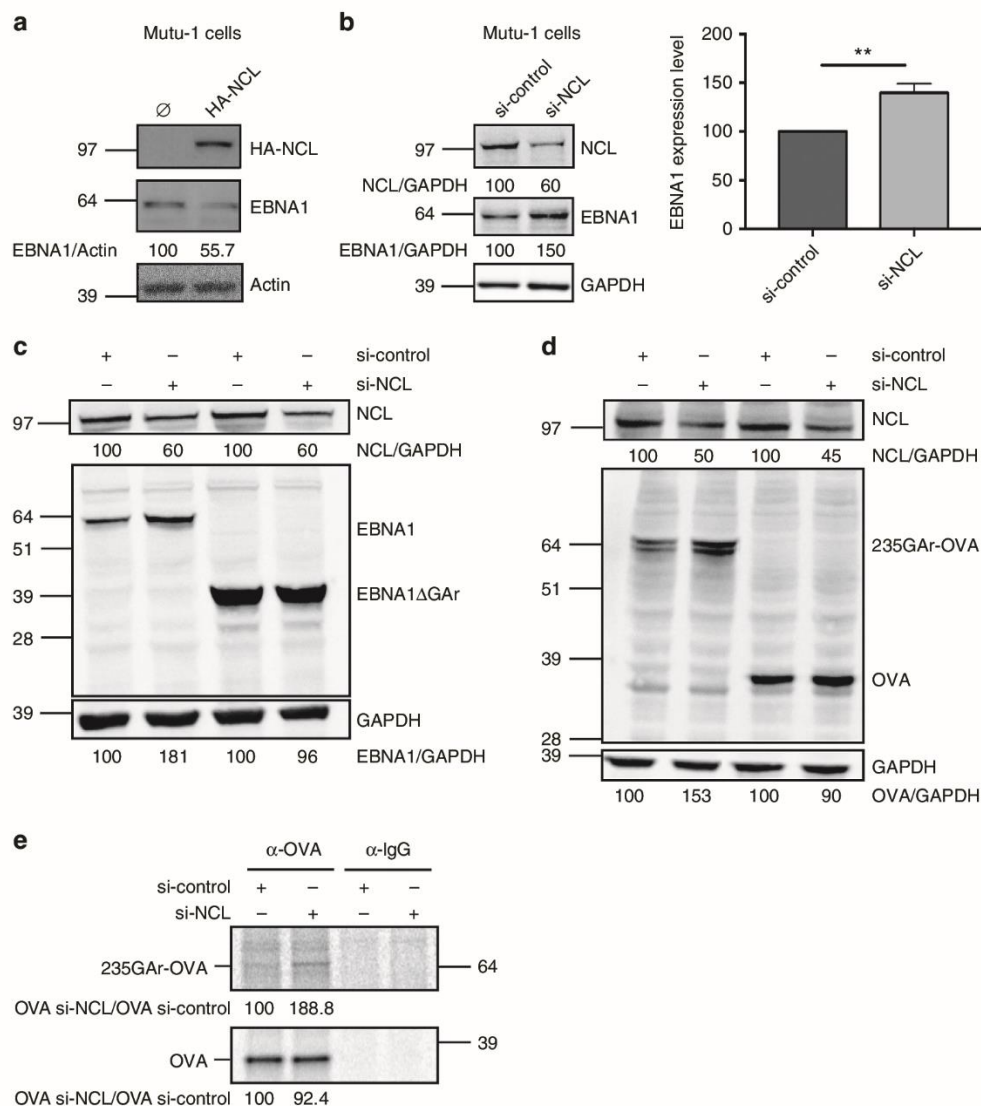 a
Mutu-1 cells
Ø HA-NCL
97 HA-NCL
64 EBNA1
EBNA1/Actin 100 55.7
39 Actin
b
Mutu-1 cells
si-control si-NCL
97 NCL
NCL/GAPDH 100 60
64 EBNA1
EBNA1/GAPDH 100 150
39 GAPDH
EBNA1 expression level
200
150
100
50
0
**
si-control si-NCL
c
+ – + – si-control
– + – + si-NCL
97 NCL
100 60 100 60 NCL/GAPDH
64 EBNA1
51
39 EBNA1ΔGAr
28
39 GAPDH
100 181 100 96 EBNA1/GAPDH
d
+ – + – si-control
– + – + si-NCL
97 NCL
100 50 100 45 NCL/GAPDH
64 235GAr-OVA
51
39
OVA
28
39 GAPDH
100 153 100 90 OVA/GAPDH
e
α-OVA α-IgG
si-control + – + –
si-NCL – + – +
235GAr-OVA 64
OVA si-NCL/OVA si-control 100 188.8
39
OVA
OVA si-NCL/OVA si-control 100 92.4